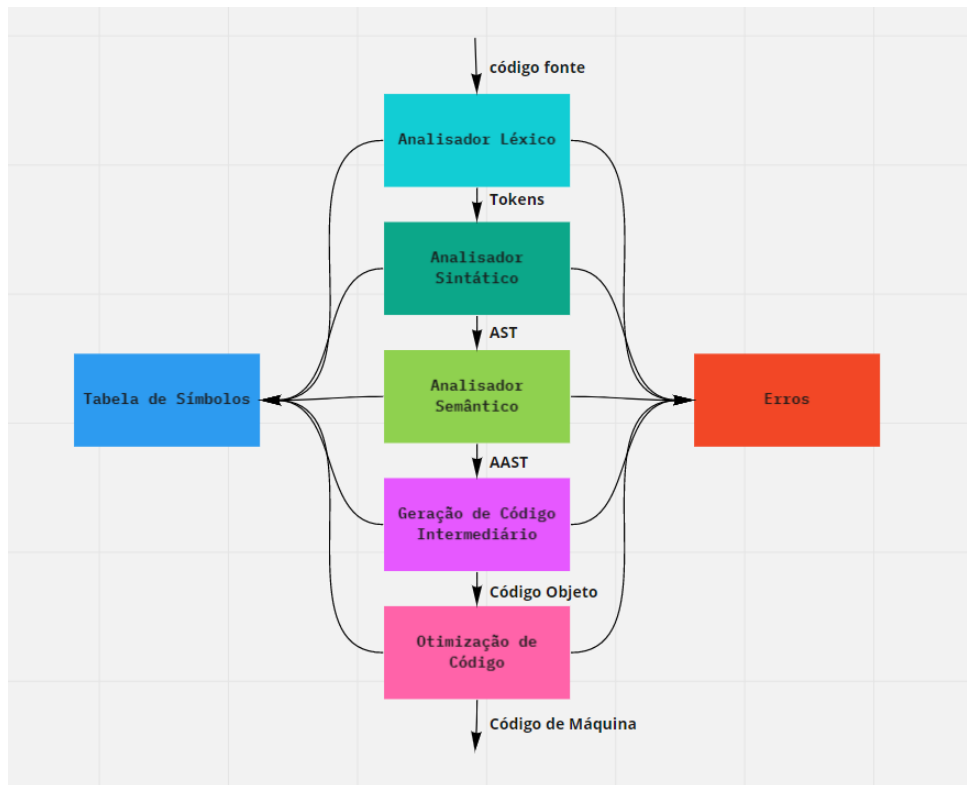 código fonte
Analisador Léxico
Tokens
Analisador
Sintático
AST
Tabela de Símbolos
Analisador
Semântico
Erros
AAST
Geração de Código
Intermediário
Código Objeto
Otimização de
Código
Código de Máquina